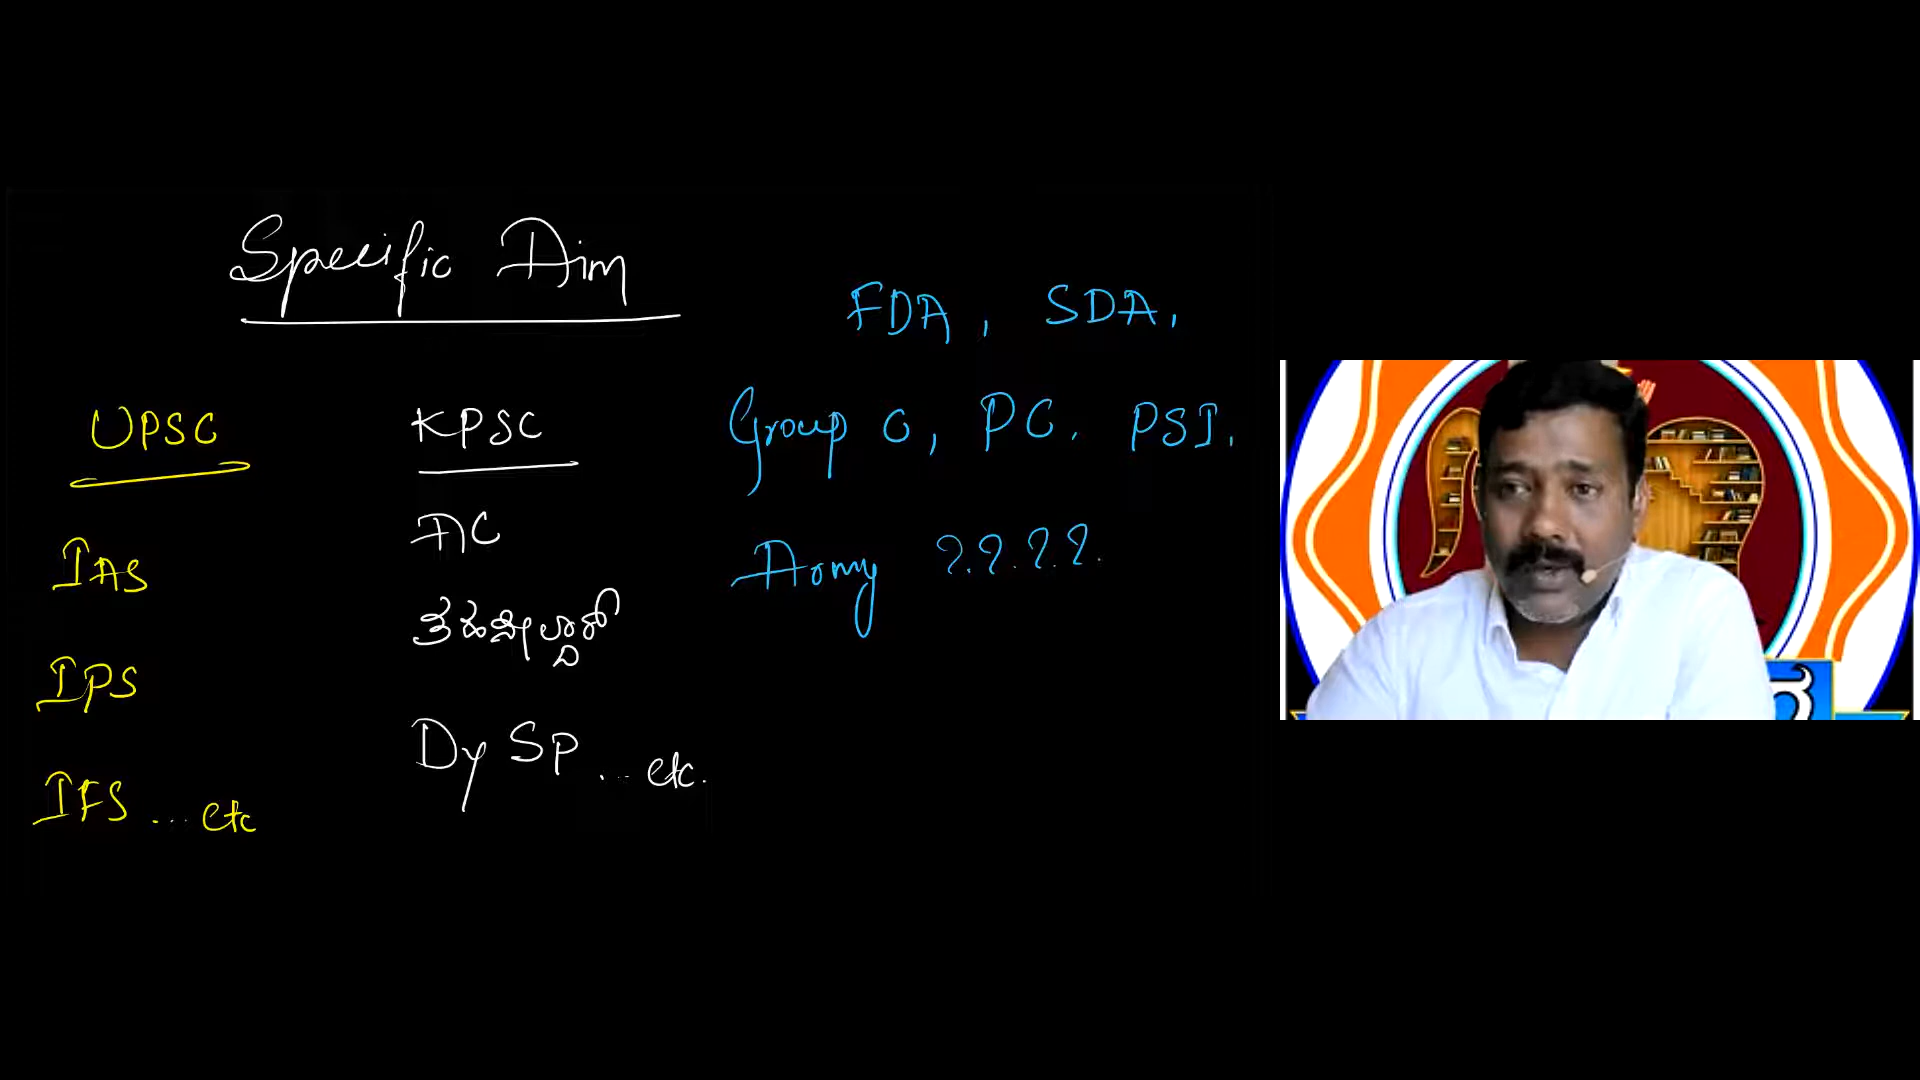 Specific Aim
UPSC
IAS
IPS
IFS ... etc
KPSC
AC
ತಹಶೀಲ್ದಾರ್
Dy SP ... etc.
FDA, SDA,
Group C, PC, PSI,
Army ?.?.?.?.